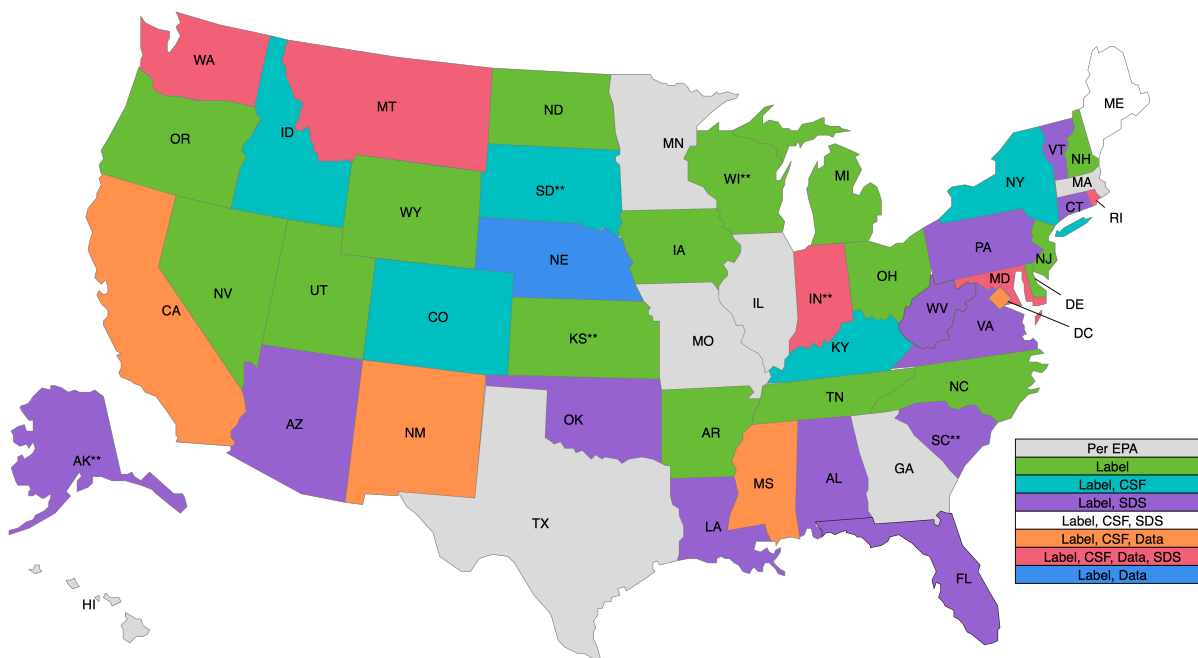 WA
MT
ND
MN
ME
OR
ID
SD**
WI**
MI
NY
VT
NH
MA
CT
RI
WY
IA
NE
PA
NJ
NV
UT
CO
KS**
IL
IN**
OH
MD
DE
DC
CA
MO
KY
WV
VA
AZ
NM
OK
AR
TN
NC
SC**
AK**
TX
LA
MS
AL
GA
FL
HI
Per EPA
Label
Label, CSF
Label, SDS
Label, CSF, SDS
Label, CSF, Data
Label, CSF, Data, SDS
Label, Data